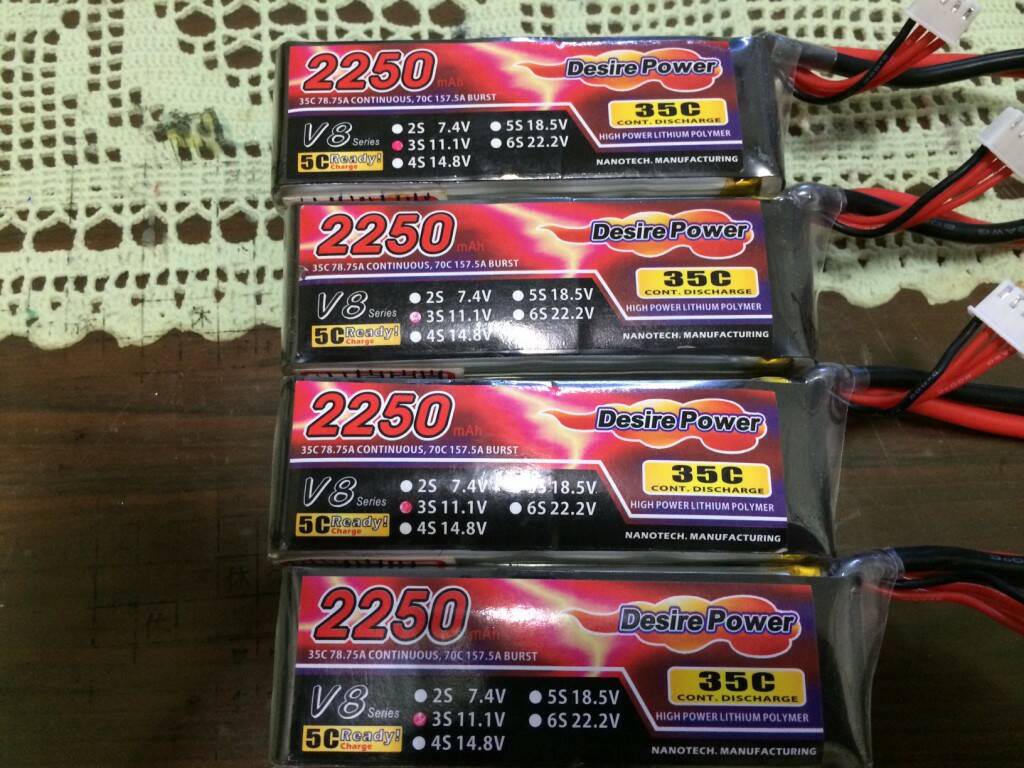 2250 mAh
Desire Power
35C 78.75A CONTINUOUS, 70C 157.5A BURST
35C
CONT. DISCHARGE
V8 Series
2S 7.4V
5S 18.5V
HIGH POWER LITHIUM POLYMER
3S 11.1V
6S 22.2V
5C Ready!
Charge
4S 14.8V
NANOTECH. MANUFACTURING
2250 mAh
Desire Power
35C 78.75A CONTINUOUS, 70C 157.5A BURST
35C
CONT. DISCHARGE
V8 Series
2S 7.4V
5S 18.5V
HIGH POWER LITHIUM POLYMER
3S 11.1V
6S 22.2V
5C Ready!
Charge
4S 14.8V
NANOTECH. MANUFACTURING
2250 mAh
Desire Power
35C 78.75A CONTINUOUS, 70C 157.5A BURST
35C
CONT. DISCHARGE
V8 Series
2S 7.4V
5S 18.5V
HIGH POWER LITHIUM POLYMER
3S 11.1V
6S 22.2V
5C Ready!
Charge
4S 14.8V
NANOTECH. MANUFACTURING
2250 mAh
Desire Power
35C 78.75A CONTINUOUS, 70C 157.5A BURST
35C
CONT. DISCHARGE
V8 Series
2S 7.4V
5S 18.5V
HIGH POWER LITHIUM POLYMER
3S 11.1V
6S 22.2V
5C Ready!
Charge
4S 14.8V
NANOTECH. MANUFACTURING